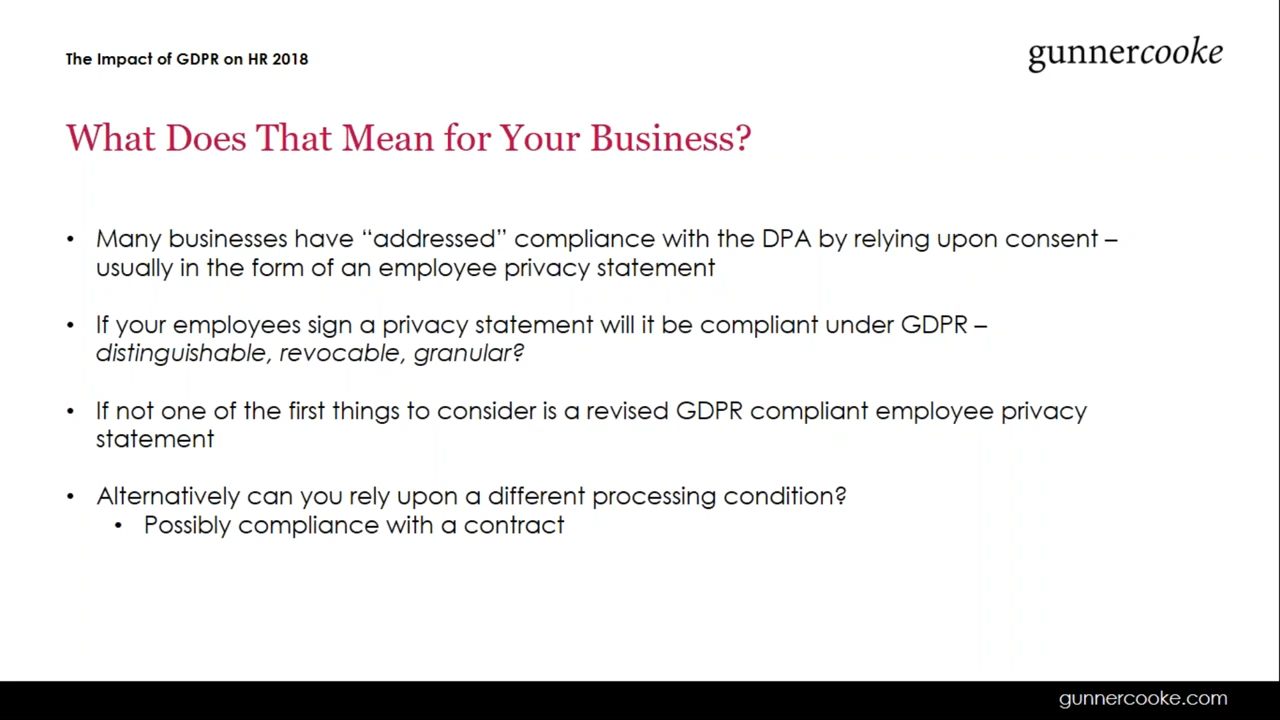 The Impact of GDPR on HR 2018
gunnercooke
What Does That Mean for Your Business?
• Many businesses have “addressed” compliance with the DPA by relying upon consent –
usually in the form of an employee privacy statement
• If your employees sign a privacy statement will it be compliant under GDPR –
distinguishable, revocable, granular?
• If not one of the first things to consider is a revised GDPR compliant employee privacy
statement
• Alternatively can you rely upon a different processing condition?
• Possibly compliance with a contract
gunnercooke.com